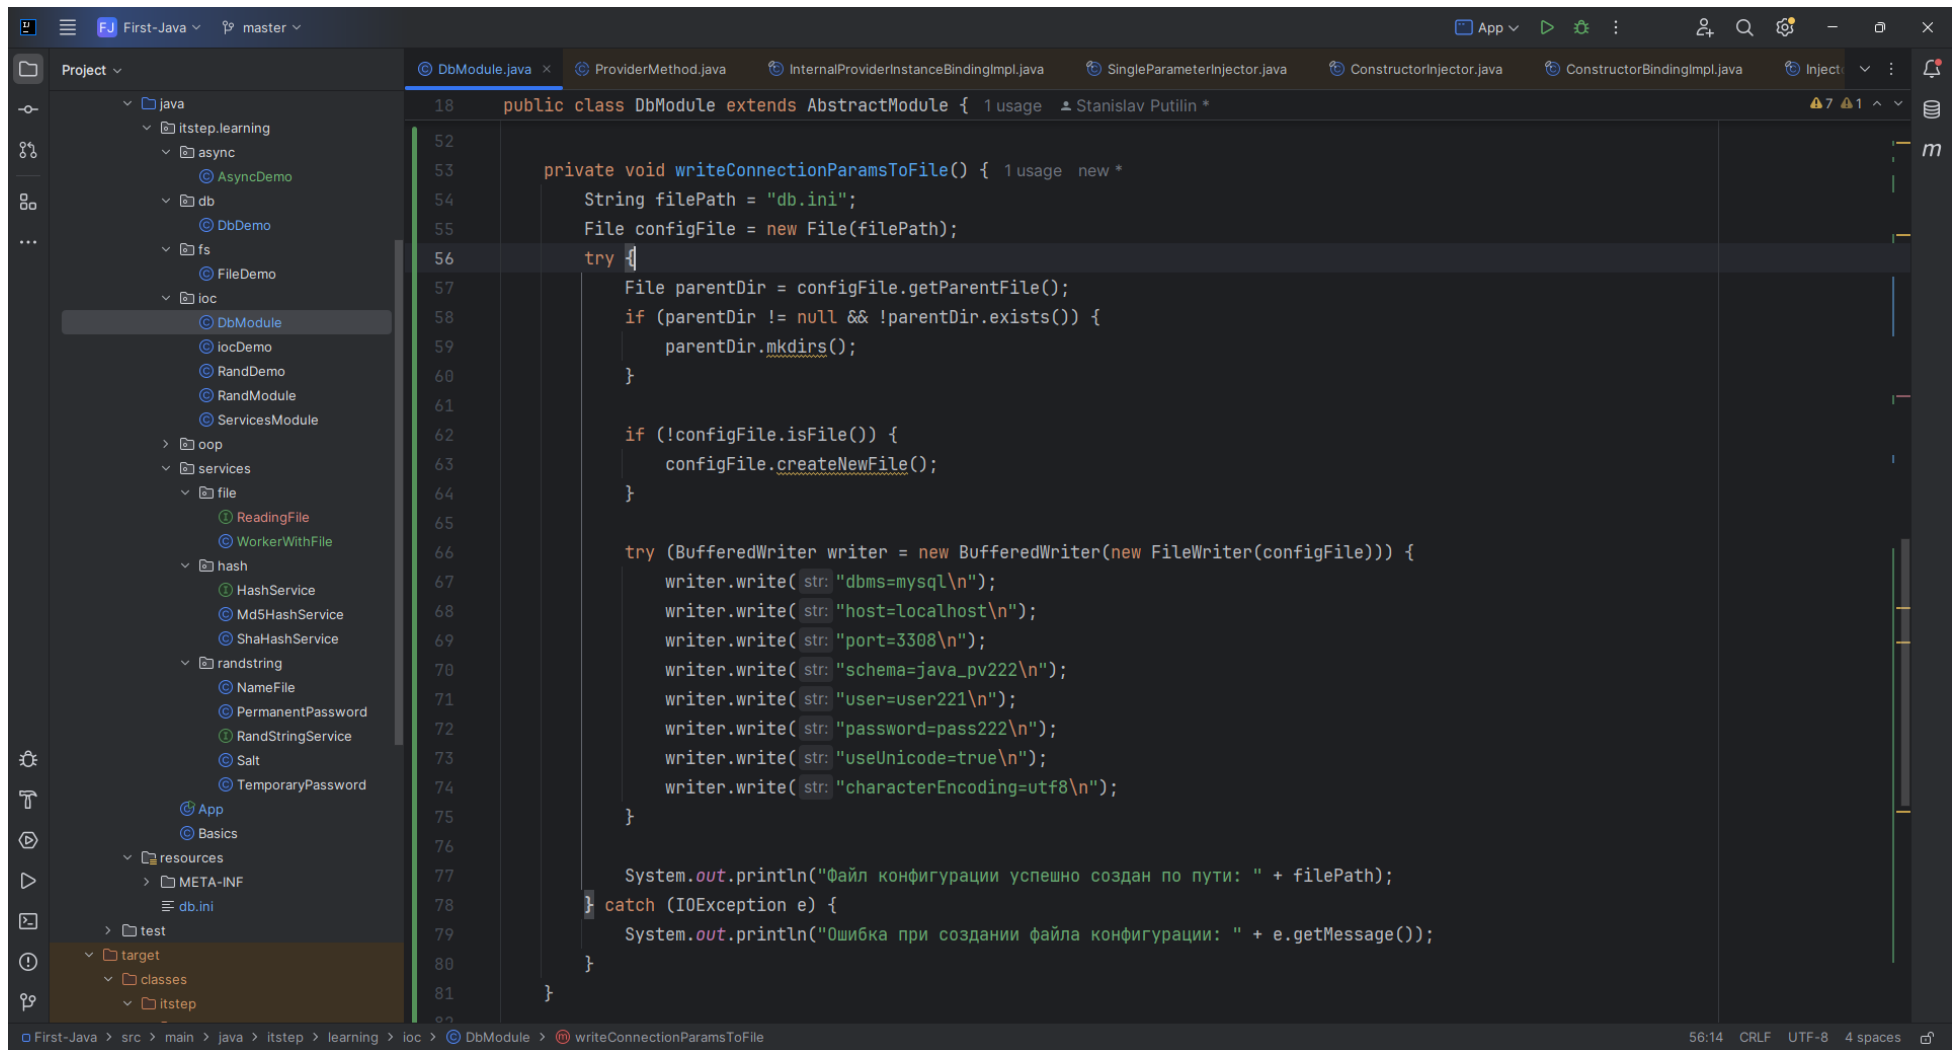 FJ First-Java master App
Project
DbModule.java
ProviderMethod.java
InternalProviderInstanceBindingImpl.java
SingleParameterInjector.java
ConstructorInjector.java
ConstructorBindingImpl.java
Inject
java
itstep.learning
async
AsyncDemo
db
DbDemo
fs
FileDemo
ioc
DbModule
iocDemo
RandDemo
RandModule
ServicesModule
oop
services
file
ReadingFile
WorkerWithFile
hash
HashService
Md5HashService
ShaHashService
randstring
NameFile
PermanentPassword
RandStringService
Salt
TemporaryPassword
App
Basics
resources
META-INF
db.ini
test
target
classes
itstep
18 public class DbModule extends AbstractModule { 1 usage Stanislav Putilin * 7 1
52
53 private void writeConnectionParamsToFile() { 1 usage new *
54 String filePath = "db.ini";
55 File configFile = new File(filePath);
56 try {
57 File parentDir = configFile.getParentFile();
58 if (parentDir != null && !parentDir.exists()) {
59 parentDir.mkdirs();
60 }
61
62 if (!configFile.isFile()) {
63 configFile.createNewFile();
64 }
65
66 try (BufferedWriter writer = new BufferedWriter(new FileWriter(configFile))) {
67 writer.write( str: "dbms=mysql\n");
68 writer.write( str: "host=localhost\n");
69 writer.write( str: "port=3308\n");
70 writer.write( str: "schema=java_pv222\n");
71 writer.write( str: "user=user221\n");
72 writer.write( str: "password=pass222\n");
73 writer.write( str: "useUnicode=true\n");
74 writer.write( str: "characterEncoding=utf8\n");
75 }
76
77 System.out.println("Файл конфигурации успешно создан по пути: " + filePath);
78 } catch (IOException e) {
79 System.out.println("Ошибка при создании файла конфигурации: " + e.getMessage());
80 }
81 }
82
First-Java > src > main > java > itstep > learning > ioc > DbModule > writeConnectionParamsToFile 56:14 CRLF UTF-8 4 spaces